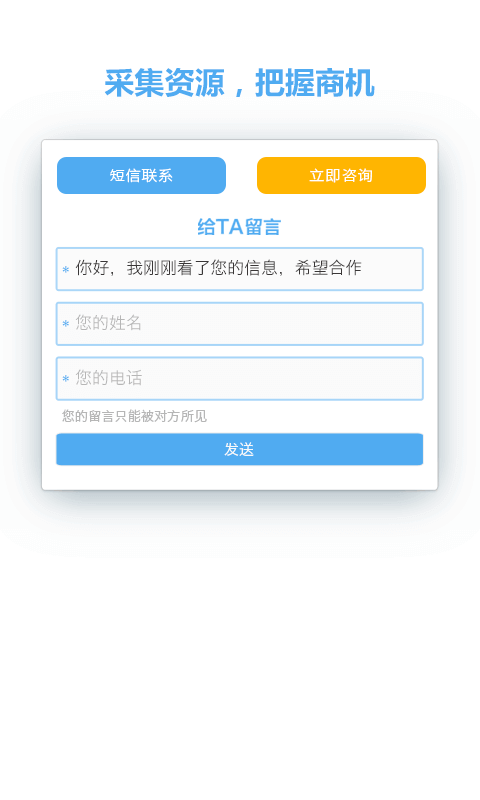 采集资源，把握商机
短信联系
立即咨询
给TA留言
* 你好，我刚刚看了您的信息，希望合作
* 您的姓名
* 您的电话
您的留言只能被对方所见
发送